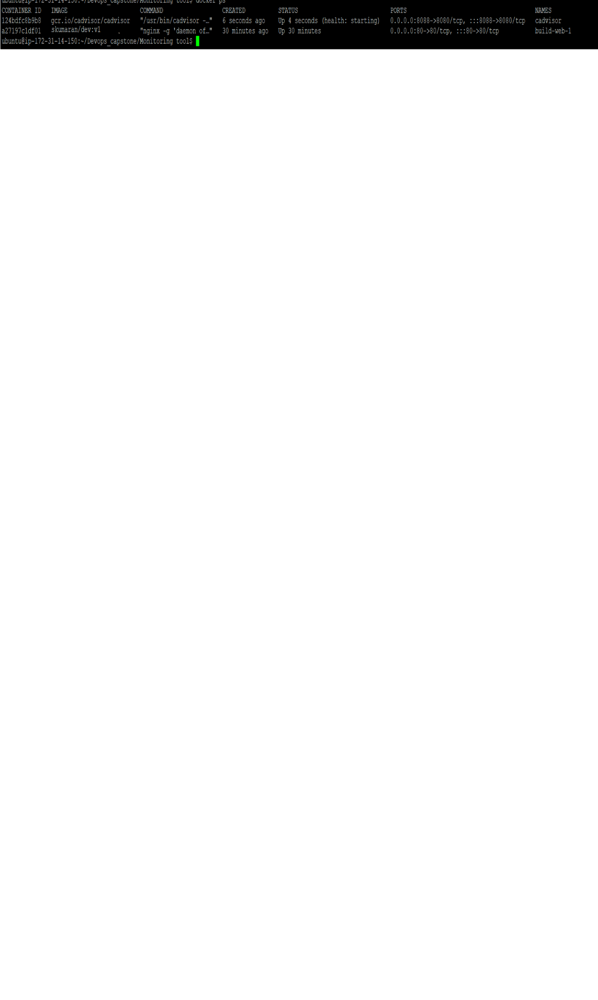 ubuntu@ip-172-31-14-150:~/Devops_capstone/Monitoring tool$ docker ps
CONTAINER ID   IMAGE                     COMMAND                  CREATED          STATUS                            PORTS                                       NAMES
124bdfc8b9b8   gcr.io/cadvisor/cadvisor   "/usr/bin/cadvisor -…"   6 seconds ago    Up 4 seconds (health: starting)   0.0.0.0:8088->8080/tcp, :::8088->8080/tcp   cadvisor
a27197c1df01   skumaran/dev:v1     .      "nginx -g 'daemon of…"   30 minutes ago   Up 30 minutes                     0.0.0.0:80->80/tcp, :::80->80/tcp           build-web-1
ubuntu@ip-172-31-14-150:~/Devops_capstone/Monitoring tool$